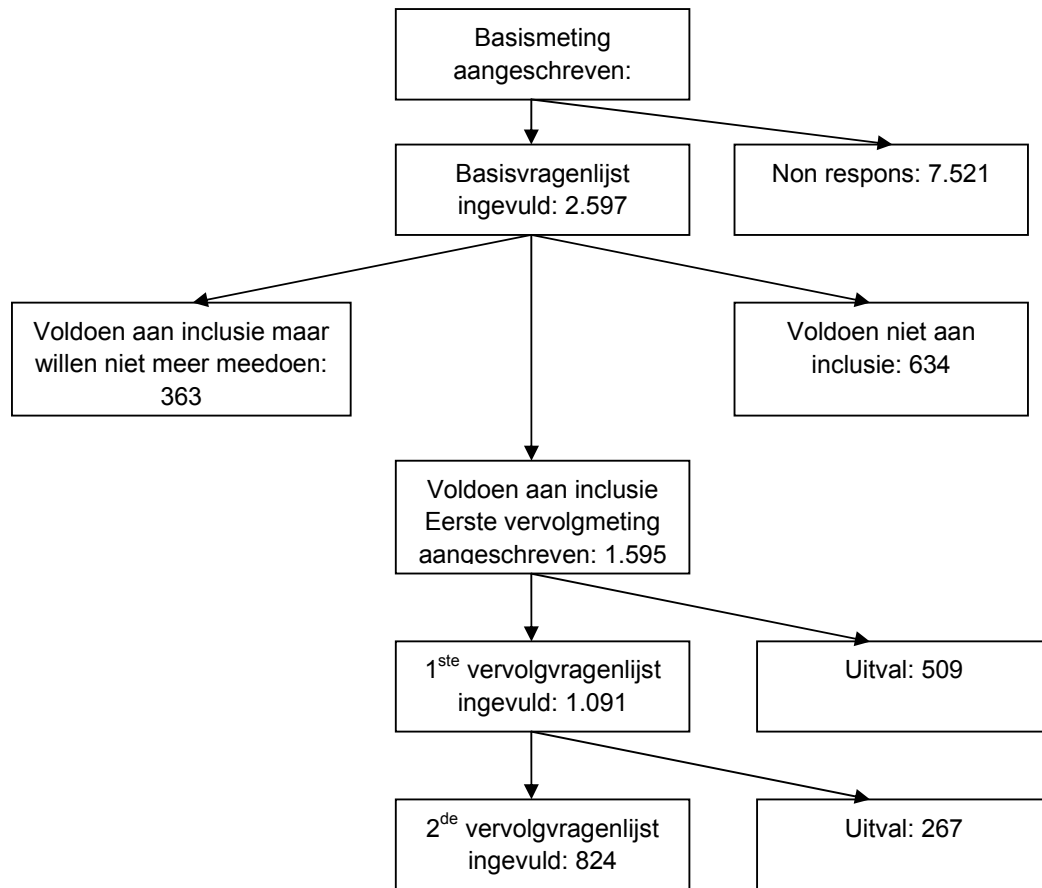 Basismeting
aangeschreven:
Basisvragenlijst
ingevuld: 2.597
Non respons: 7.521
Voldoen aan inclusie maar
willen niet meer meedoen:
363
Voldoen niet aan
inclusie: 634
Voldoen aan inclusie
Eerste vervolgmeting
aangeschreven: 1.595
1ste vervolgvragenlijst
ingevuld: 1.091
Uitval: 509
2de vervolgvragenlijst
ingevuld: 824
Uitval: 267